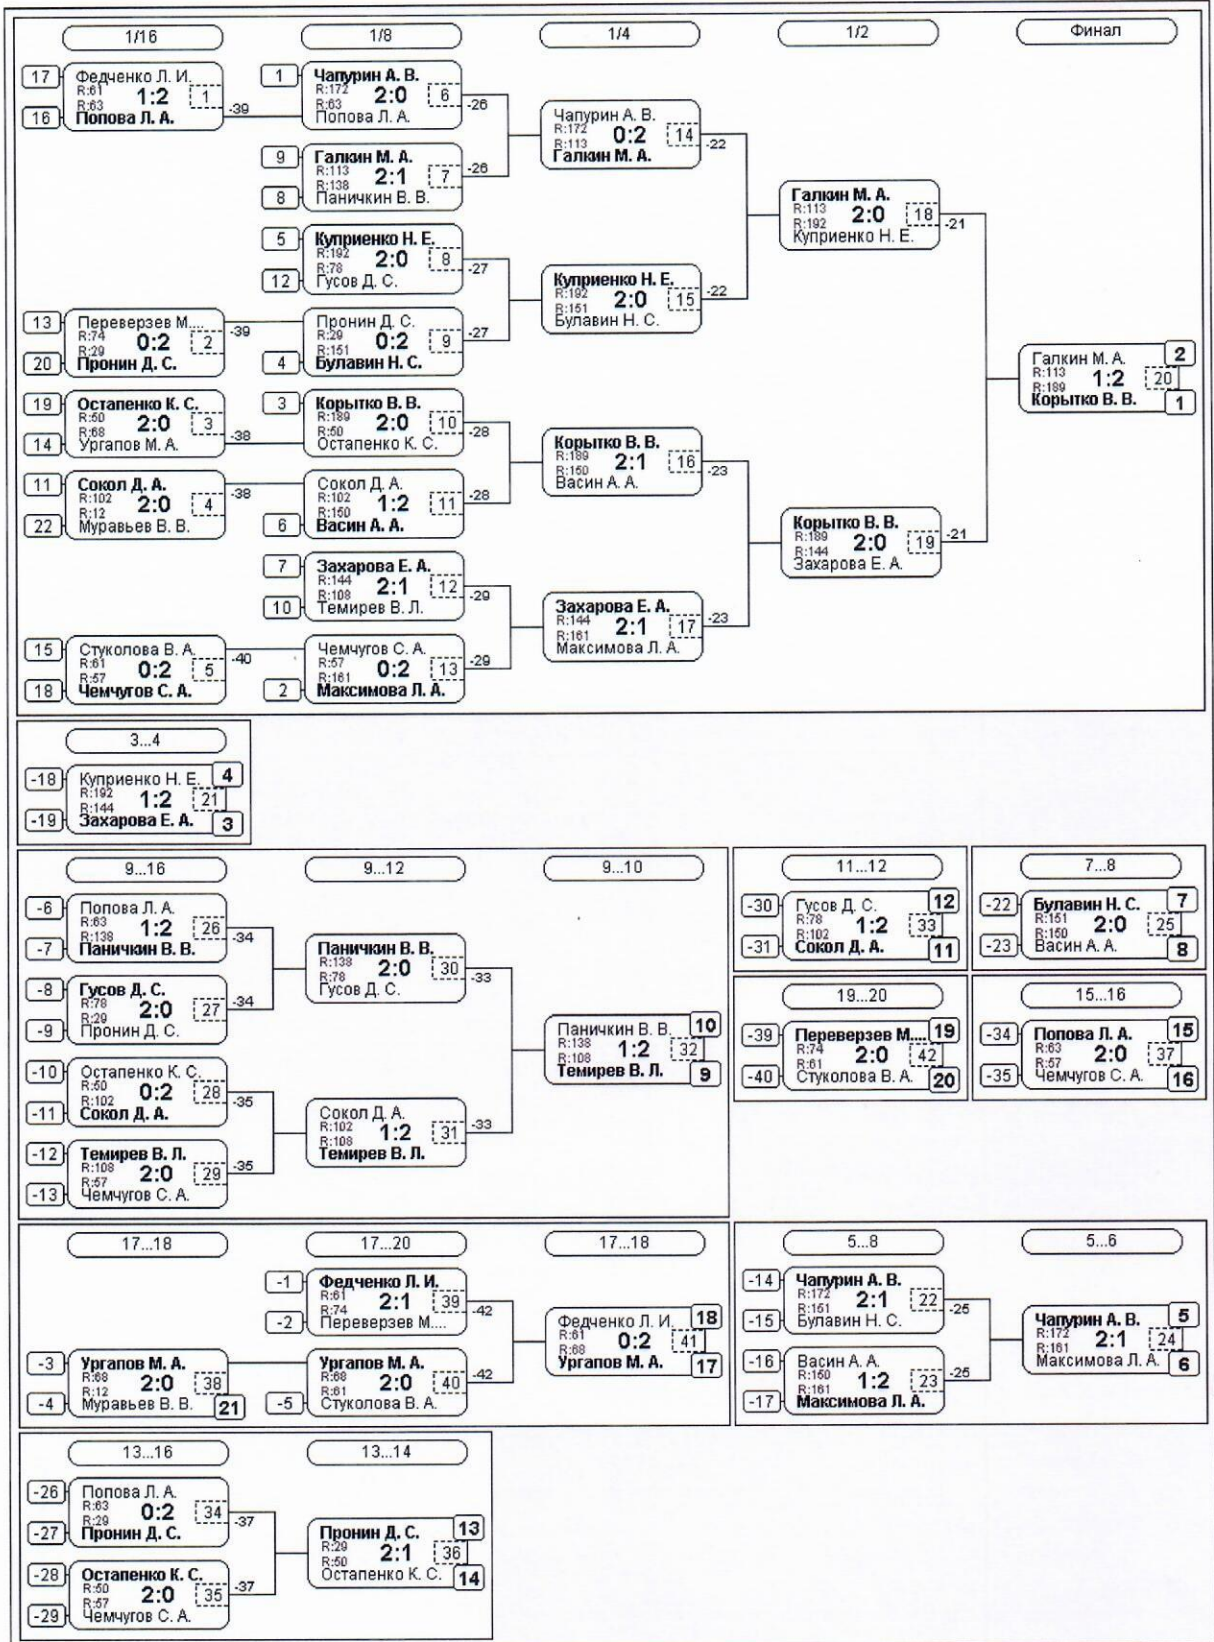 1/16
1/8
1/4
1/2
Финал
17 Федченко Л. И.
R:61 1:2 1
R:63
16 Попова Л. А. -39
1 Чапурин А. В.
R:172 2:0 6
R:63 -26
Попова Л. А.
9 Галкин М. А.
R:113 2:1 7 -26
R:138
8 Паничкин В. В.
5 Куприенко Н. Е.
R:192 2:0 8
R:78 -27
12 Гусов Д. С.
13 Переверзев М....
R:74 0:2 2 -39
R:29
20 Пронин Д. С.
Пронин Д. С.
R:29 0:2 9 -27
R:151
4 Булавин Н. С.
19 Остапенко К. С.
R:50 2:0 3
R:68 -38
14 Ургапов М. А.
3 Корытко В. В.
R:189 2:0 10
R:50 -28
Остапенко К. С.
11 Сокол Д. А.
R:102 2:0 4 -38
R:12
22 Муравьев В. В.
Сокол Д. А.
R:102 1:2 11 -28
R:150
6 Васин А. А.
7 Захарова Е. А.
R:144 2:1 12
R:108 -29
10 Темирев В. Л.
15 Стуколова В. А.
R:61 0:2 5 -40
R:57
18 Чемчугов С. А.
Чемчугов С. А.
R:57 0:2 13 -29
R:161
2 Максимова Л. А.
Чапурин А. В.
R:172 0:2 14
R:113 -22
Галкин М. А.
Куприенко Н. Е.
R:192 2:0 15 -22
R:151
Булавин Н. С.
Корытко В. В.
R:189 2:1 16
R:150 -23
Васин А. А.
Захарова Е. А.
R:144 2:1 17 -23
R:161
Максимова Л. А.
Галкин М. А.
R:113 2:0 18
R:192 -21
Куприенко Н. Е.
Корытко В. В.
R:189 2:0 19 -21
R:144
Захарова Е. А.
Галкин М. А. 2
R:113 1:2 20
R:189
Корытко В. В. 1
3...4
-18 Куприенко Н. Е. 4
R:192 1:2 21
R:144
-19 Захарова Е. А. 3
9...16
9...12
9...10
-6 Попова Л. А.
R:63 1:2 26
R:138 -34
-7 Паничкин В. В.
-8 Гусов Д. С.
R:78 2:0 27 -34
R:29
-9 Пронин Д. С.
-10 Остапенко К. С.
R:50 0:2 28
R:102 -35
-11 Сокол Д. А.
-12 Темирев В. Л.
R:108 2:0 29 -35
R:57
-13 Чемчугов С. А.
Паничкин В. В.
R:138 2:0 30
R:78 -33
Гусов Д. С.
Сокол Д. А.
R:102 1:2 31 -33
R:108
Темирев В. Л.
Паничкин В. В. 10
R:138 1:2 32
R:108
Темирев В. Л. 9
11...12
-30 Гусов Д. С. 12
R:78 1:2 33
R:102
-31 Сокол Д. А. 11
7...8
-22 Булавин Н. С. 7
R:151 2:0 25
R:150
-23 Васин А. А. 8
19...20
-39 Переверзев М.... 19
R:74 2:0 42
R:61
-40 Стуколова В. А. 20
15...16
-34 Попова Л. А. 15
R:63 2:0 37
R:57
-35 Чемчугов С. А. 16
17...18
17...20
17...18
-1 Федченко Л. И.
R:61 2:1 39
R:74 -42
-2 Переверзев М....
-3 Ургапов М. А.
R:68 2:0 38
R:12
-4 Муравьев В. В. 21
Ургапов М. А.
R:68 2:0 40 -42
R:61
-5 Стуколова В. А.
Федченко Л. И. 18
R:61 0:2 41
R:68
Ургапов М. А. 17
5...8
5...6
-14 Чапурин А. В.
R:172 2:1 22
R:151 -25
-15 Булавин Н. С.
-16 Васин А. А.
R:150 1:2 23 -25
R:161
-17 Максимова Л. А.
Чапурин А. В. 5
R:172 2:1 24
R:161
Максимова Л. А. 6
13...16
13...14
-26 Попова Л. А.
R:63 0:2 34
R:29 -37
-27 Пронин Д. С.
-28 Остапенко К. С.
R:50 2:0 35 -37
R:57
-29 Чемчугов С. А.
Пронин Д. С. 13
R:29 2:1 36
R:50
Остапенко К. С. 14